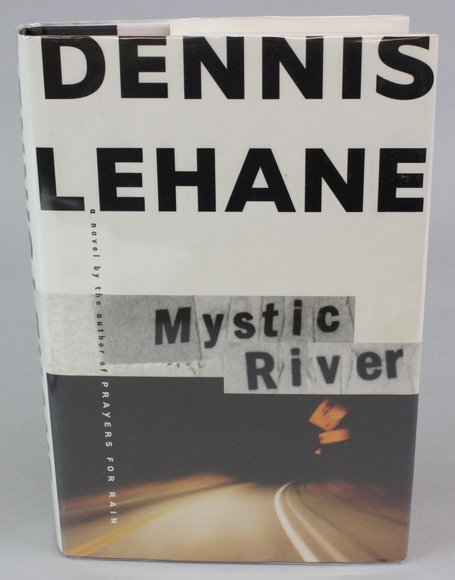 DENNIS
LEHANE
a novel by the author of PRAYERS FOR RAIN
Mystic
River